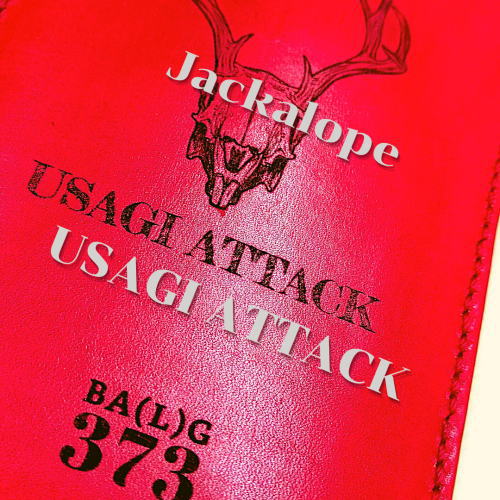 Jackalope
USAGI ATTACK
USAGI ATTACK
BA(L)G
373